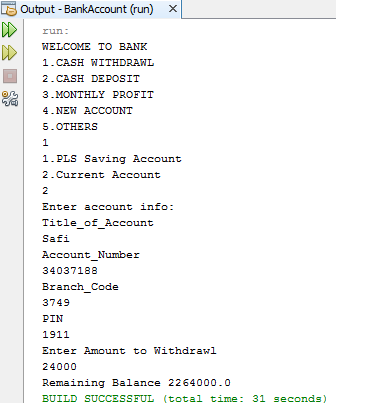 Output - BankAccount (run)
run:
WELCOME TO BANK
1.CASH WITHDRAWL
2.CASH DEPOSIT
3.MONTHLY PROFIT
4.NEW ACCOUNT
5.OTHERS
1
1.PLS Saving Account
2.Current Account
2
Enter account info:
Title_of_Account
Safi
Account_Number
34037188
Branch_Code
3749
PIN
1911
Enter Amount to Withdrawl
24000
Remaining Balance 2264000.0
BUILD SUCCESSFUL (total time: 31 seconds)